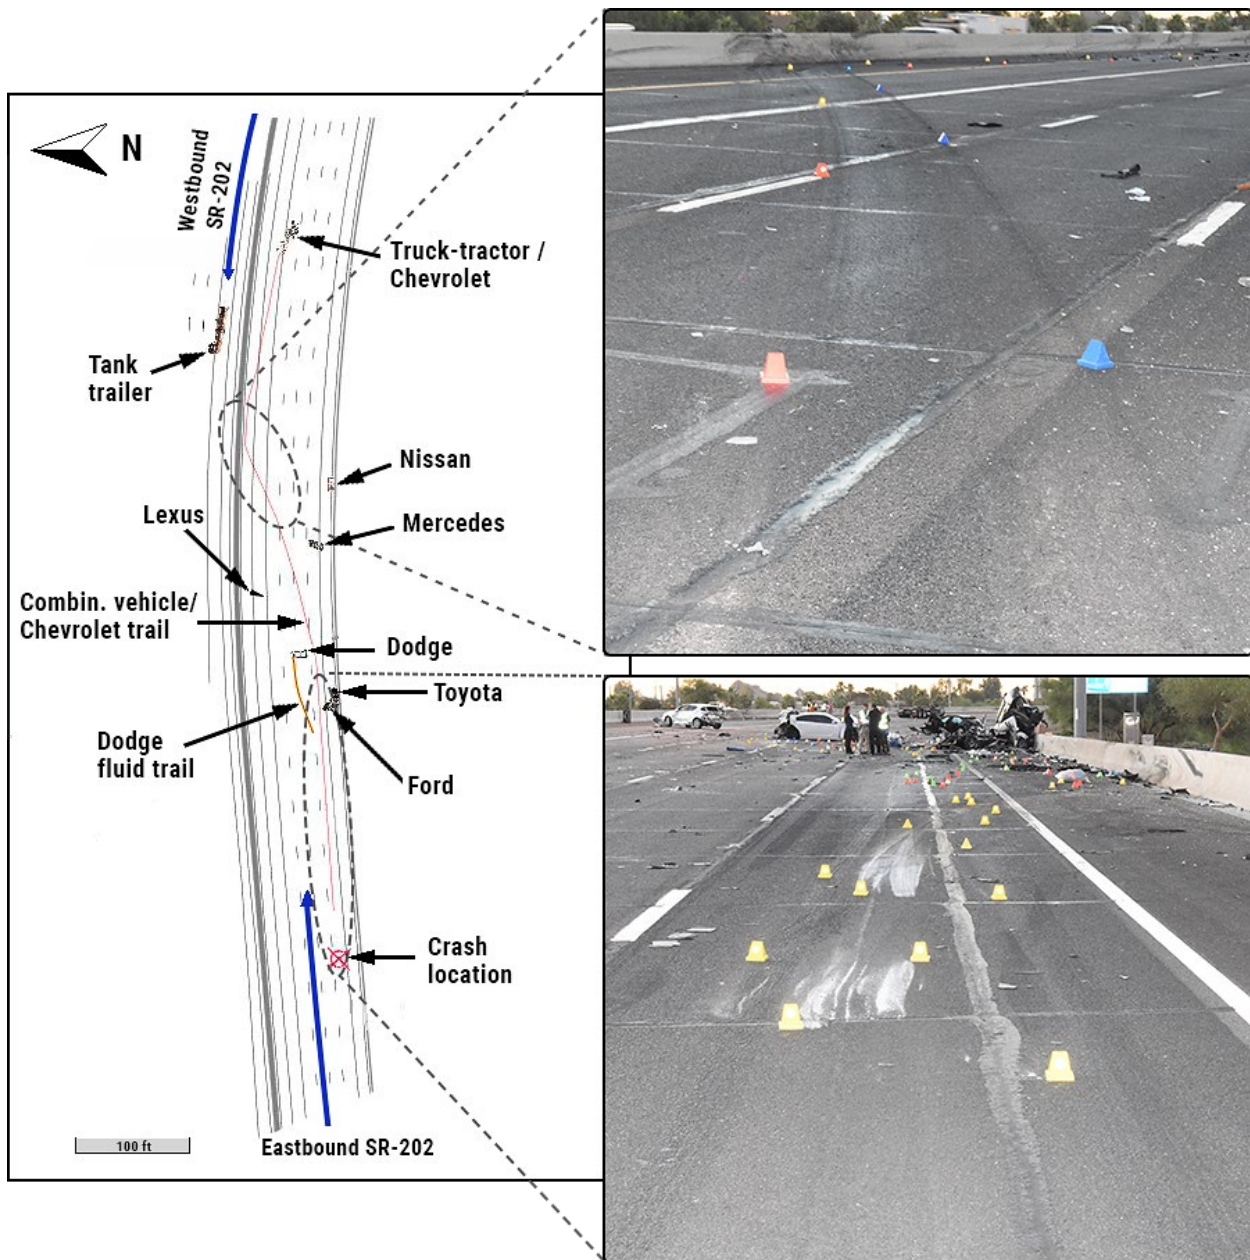 N
Westbound
SR-202
Truck-tractor /
Chevrolet
Tank
trailer
Nissan
Lexus
Mercedes
Combin. vehicle/
Chevrolet trail
Dodge
Toyota
Dodge
fluid trail
Ford
Crash
location
100 ft
Eastbound SR-202